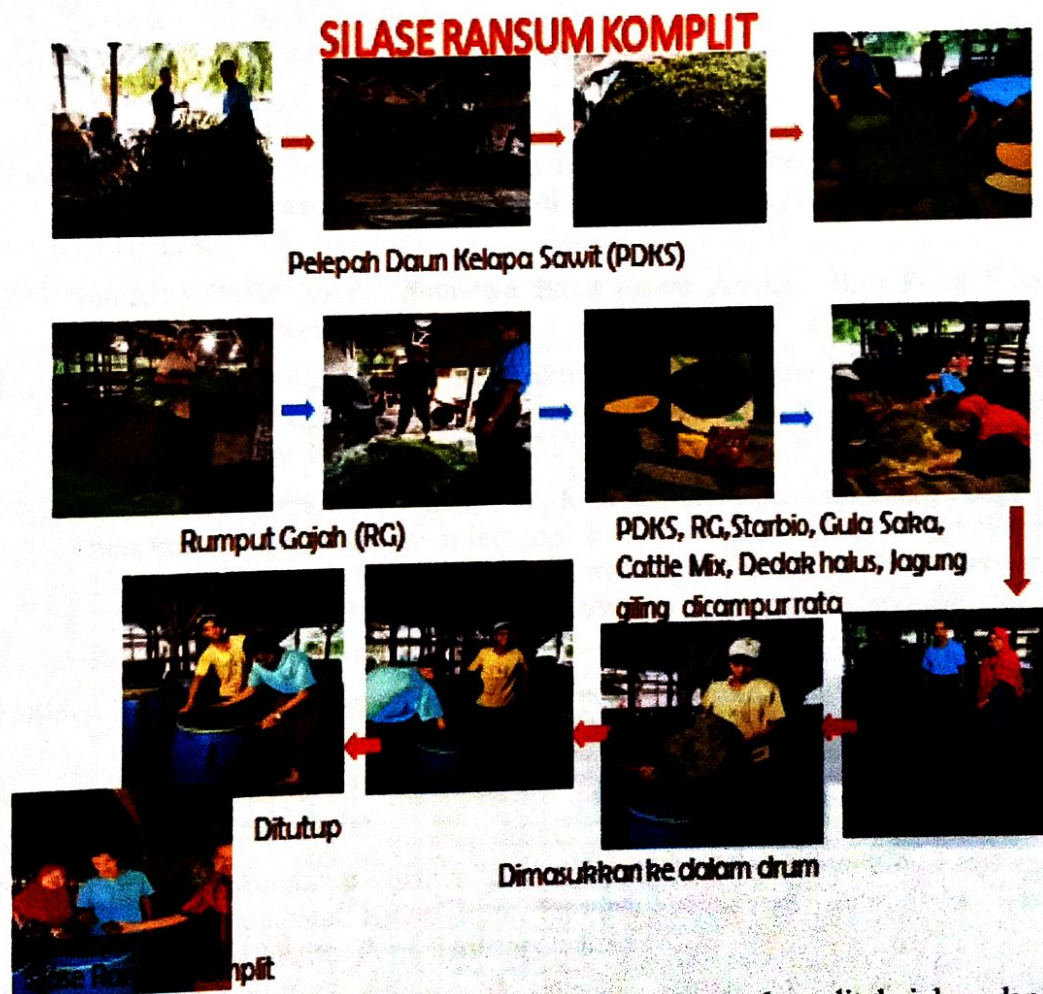 SILASE RANSUM KOMPLIT
Pelepah Daun Kelapa Sawit (PDKS)
Rumput Gajah (RG)
PDKS, RG,Starbio, Gula Saka,
Cattle Mix, Dedak halus, Jagung
giling dicampur rata
Ditutup
Dimasukkan ke dalam drum